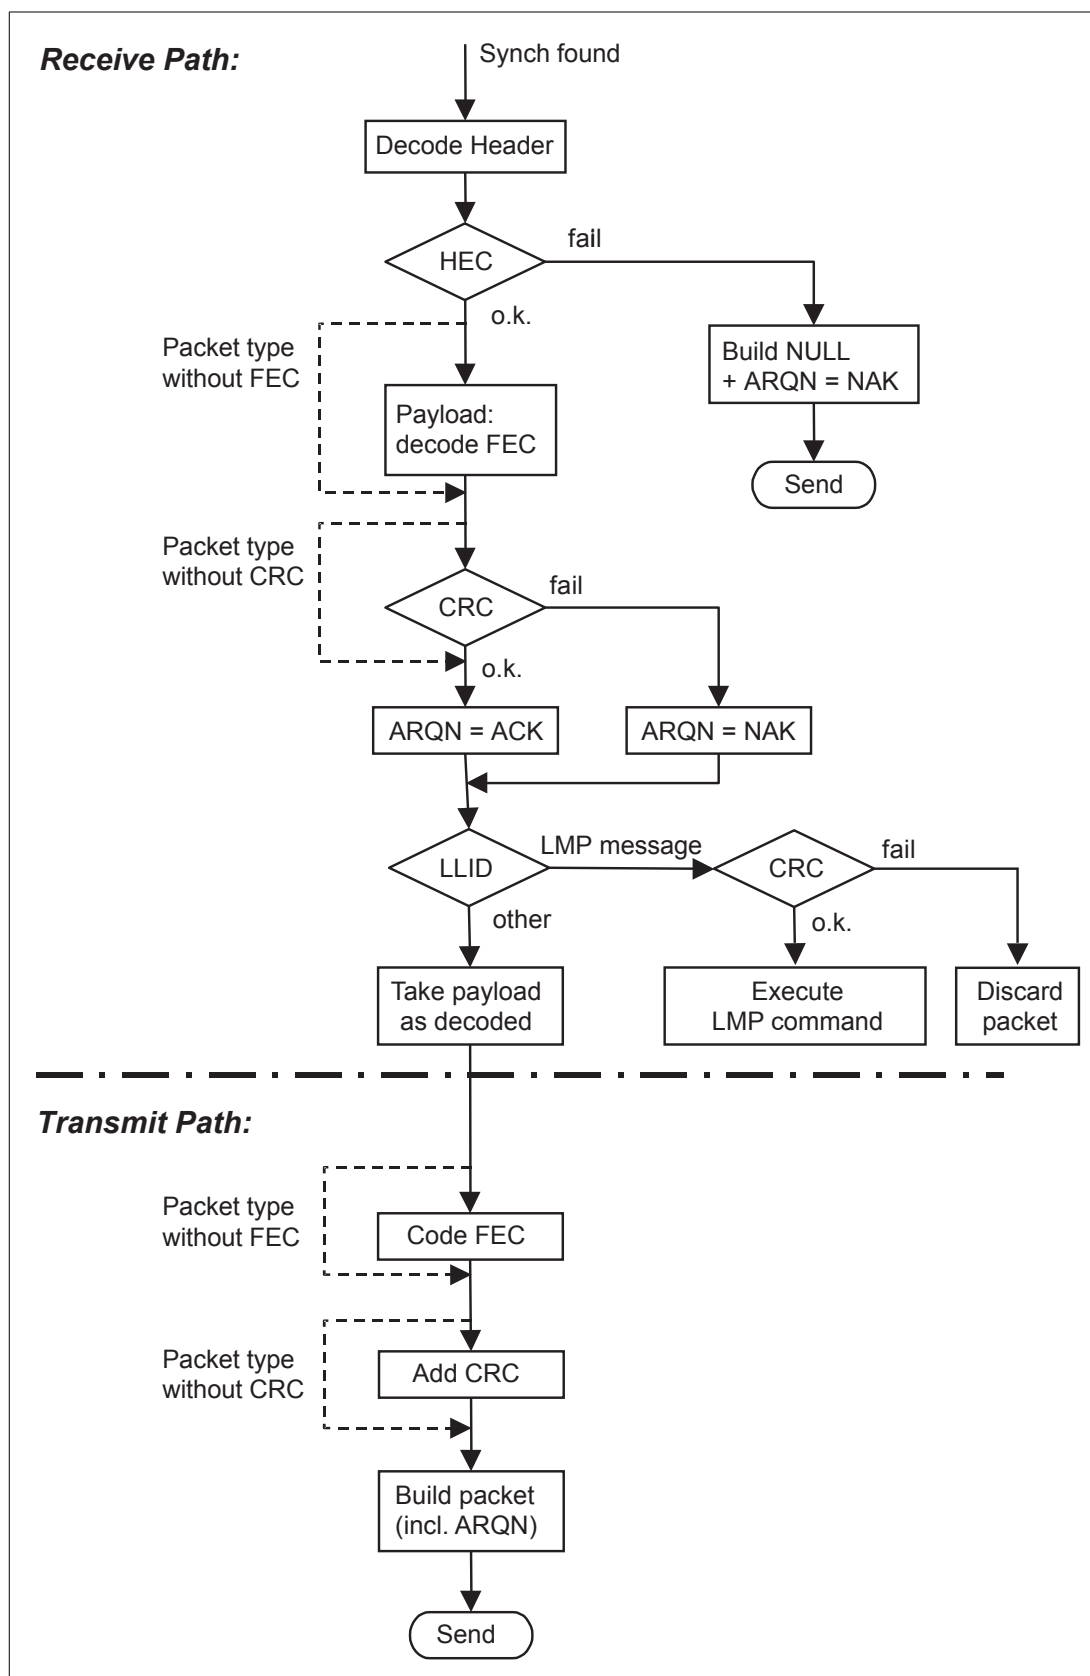 Receive Path:
Synch found
Decode Header
HEC
fail
o.k.
Packet type
without FEC
Build NULL
+ ARQN = NAK
Payload:
decode FEC
Send
Packet type
without CRC
CRC
fail
o.k.
ARQN = ACK
ARQN = NAK
LLID
LMP message
CRC
fail
other
o.k.
Take payload
as decoded
Execute
LMP command
Discard
packet
Transmit Path:
Packet type
without FEC
Code FEC
Packet type
without CRC
Add CRC
Build packet
(incl. ARQN)
Send